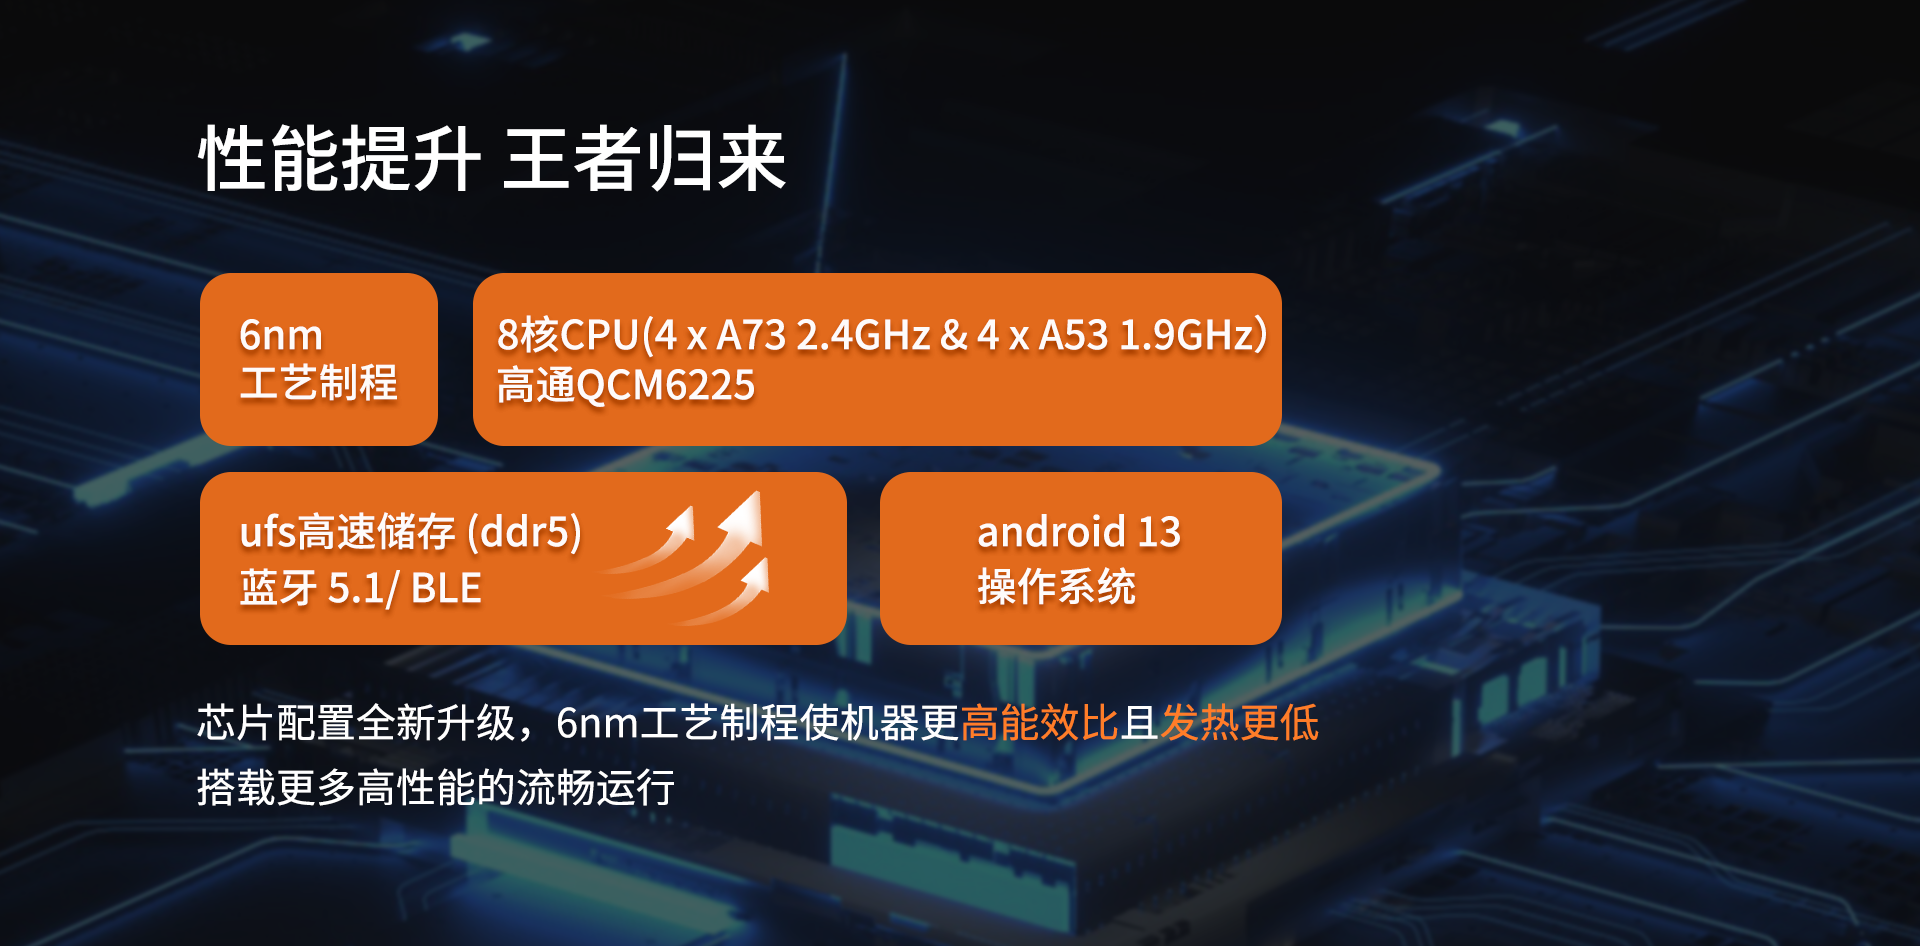 性能提升 王者归来
6nm
工艺制程
8核CPU(4 x A73 2.4GHz & 4 x A53 1.9GHz）
高通QCM6225
ufs高速储存 (ddr5)
蓝牙 5.1/ BLE
android 13
操作系统
芯片配置全新升级，6nm工艺制程使机器更高能效比且发热更低
搭载更多高性能的流畅运行